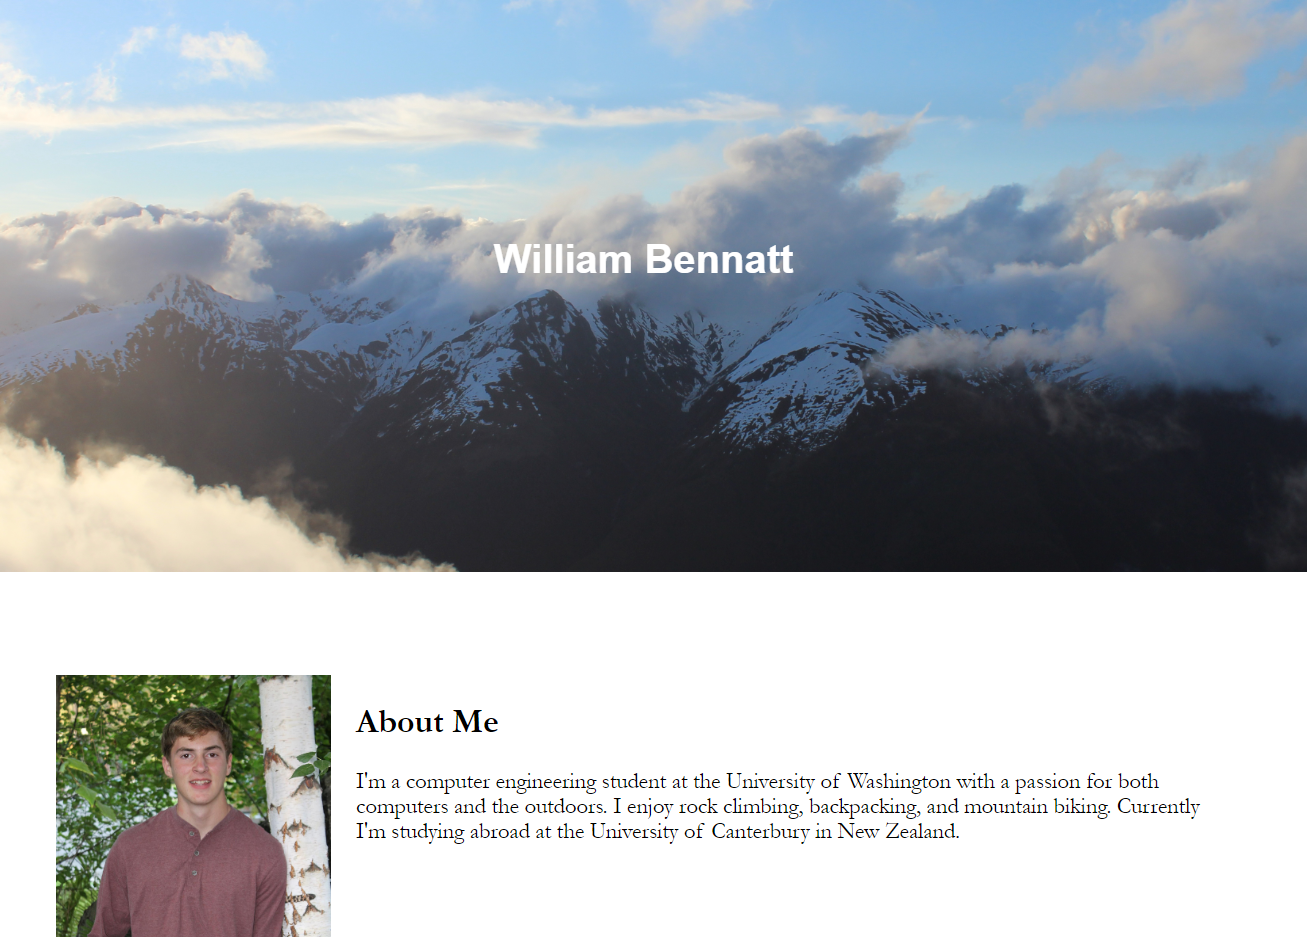 William Bennatt
About Me
I'm a computer engineering student at the University of Washington with a passion for both
computers and the outdoors. I enjoy rock climbing, backpacking, and mountain biking. Currently
I'm studying abroad at the University of Canterbury in New Zealand.